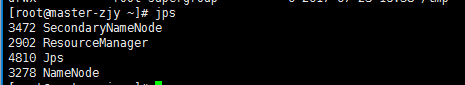 [root@master-zjy ~]# jps
3472 SecondaryNameNode
2902 ResourceManager
4810 Jps
3278 NameNode